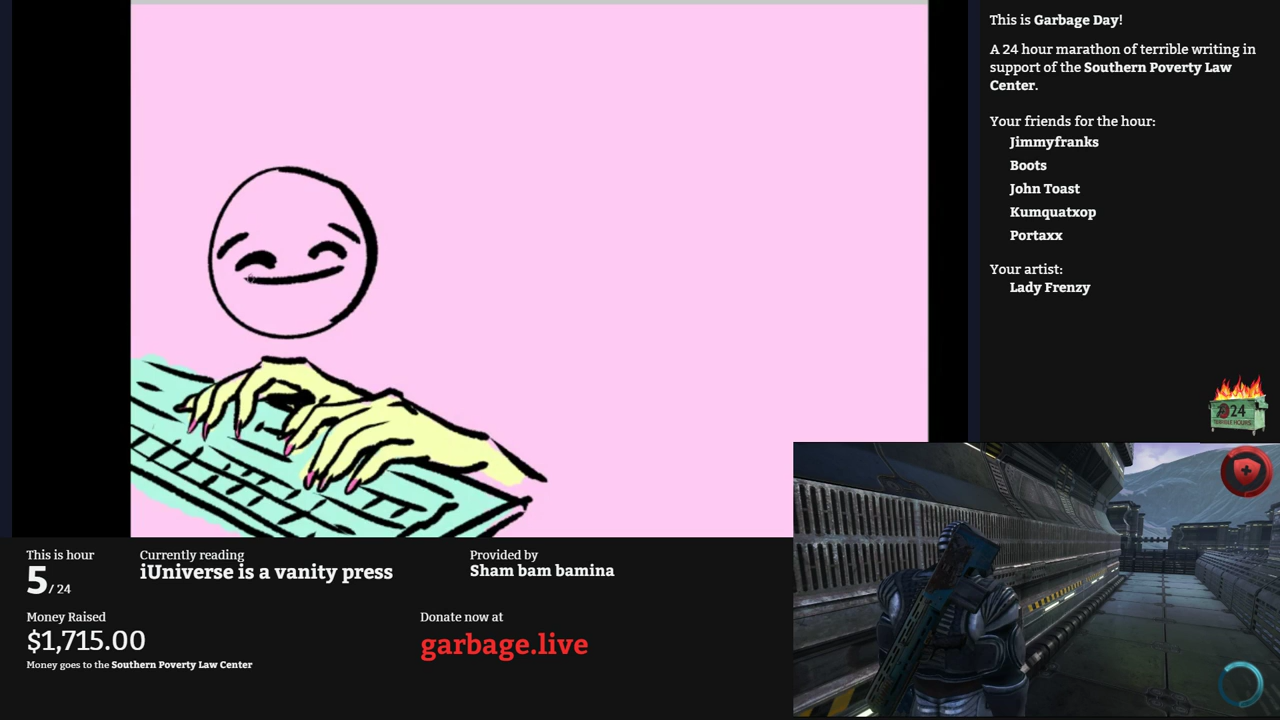 This is Garbage Day!
A 24 hour marathon of terrible writing in
support of the Southern Poverty Law
Center.
Your friends for the hour:
Jimmyfranks
Boots
John Toast
Kumquatxop
Portaxx
Your artist:
Lady Frenzy
This is hour
5 / 24
Currently reading
iUniverse is a vanity press
Provided by
Sham bam bamina
Money Raised
$1,715.00
Money goes to the Southern Poverty Law Center
Donate now at
garbage.live